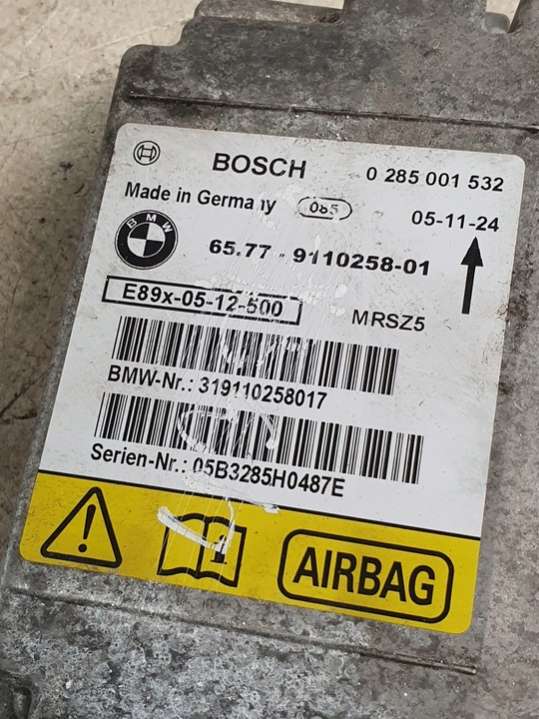 BOSCH 0 285 001 532
Made in Germany 085 05-11-24
BMW 65.77 - 9110258-01
E89x-05-12-500 MRSZ5
BMW-Nr.: 319110258017
Serien-Nr.: 05B3285H0487E
AIRBAG